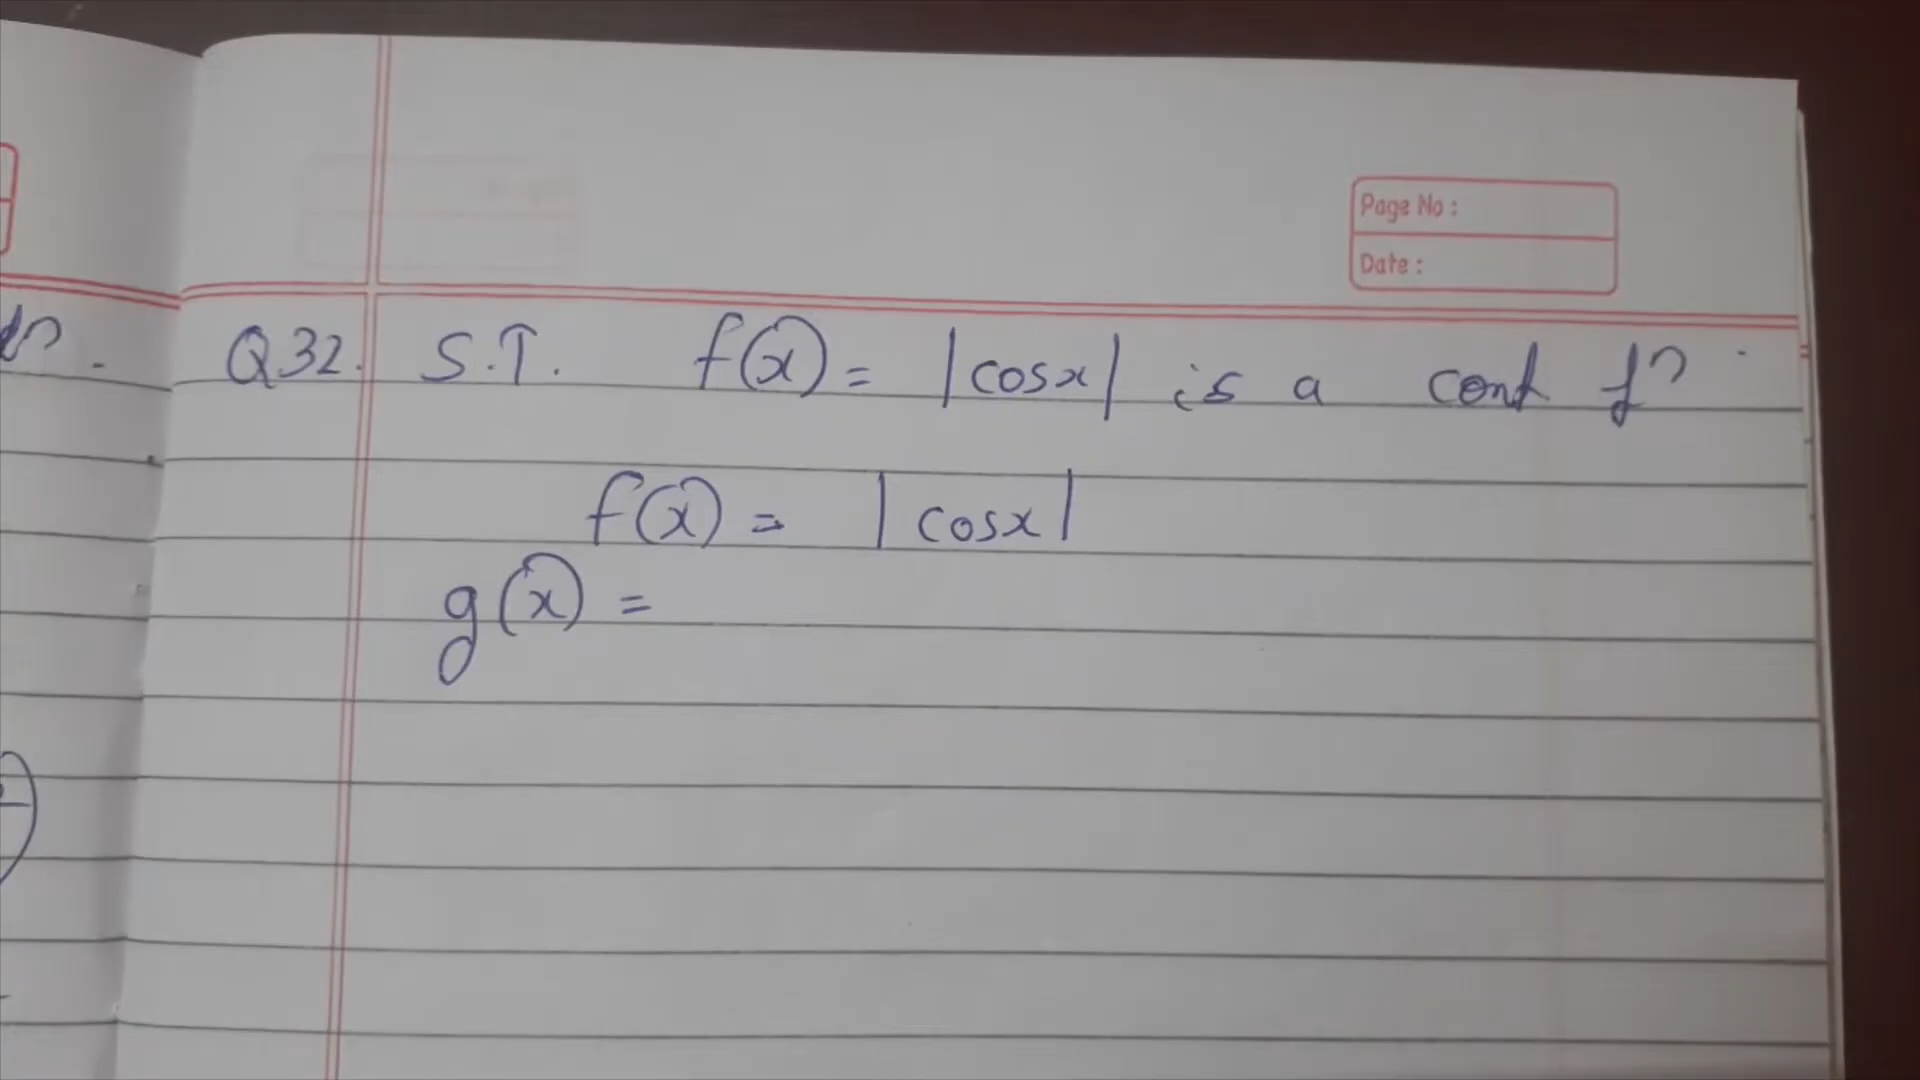 Page No :
Date :
Q32. S.T. f(x) = |cosx| is a cont fn.
f(x) = |cosx|
g(x) =